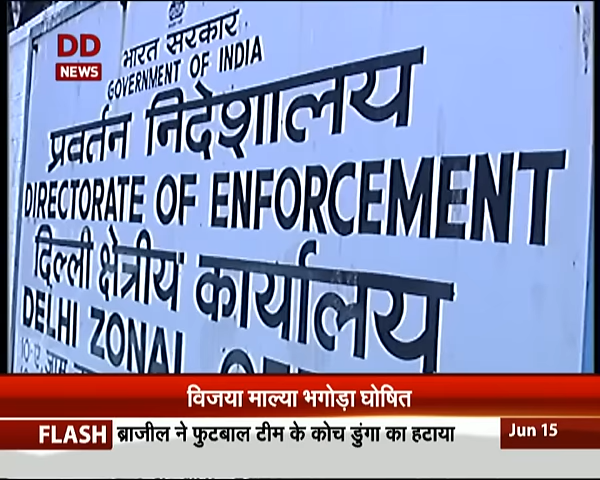 DD
NEWS
भारत सरकार
GOVERNMENT OF INDIA
प्रवर्तन निदेशालय
DIRECTORATE OF ENFORCEMENT
दिल्ली क्षेत्रीय कार्यालय
DELHI ZONAL
विजया माल्या भगोड़ा घोषित
FLASH ब्राजील ने फुटबाल टीम के कोच डुंगा का हटाया Jun 15